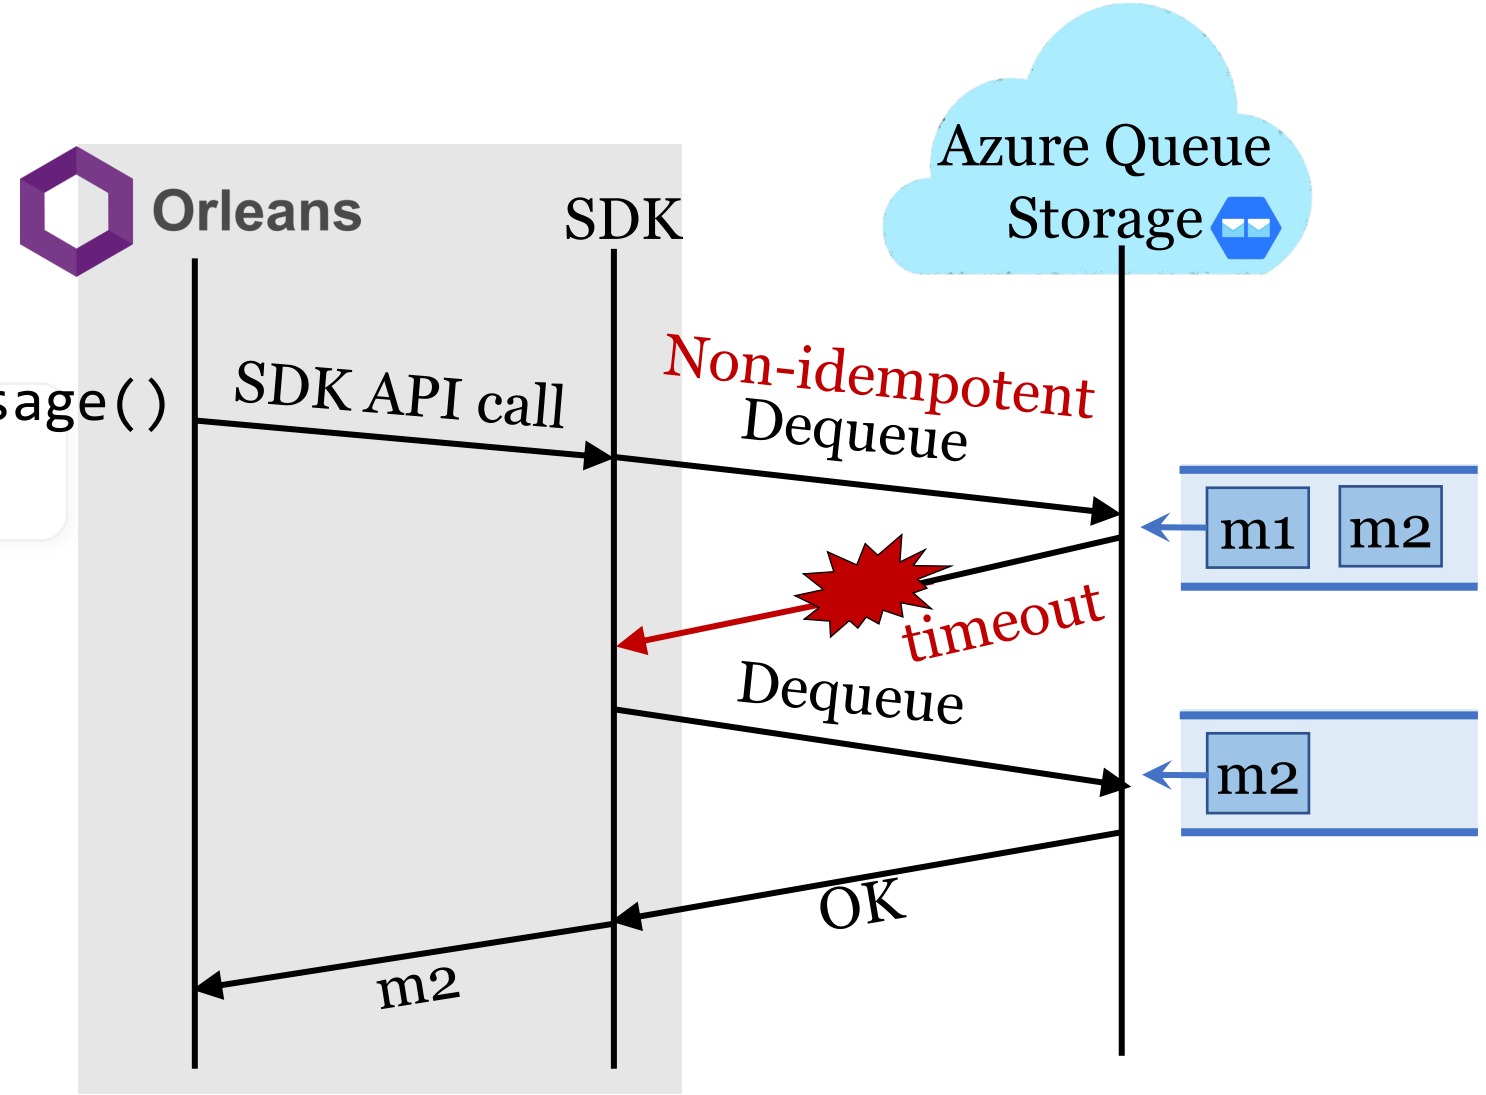 Azure Queue
Storage
Orleans
SDK
sage()
SDK API call
Non-idempotent
Dequeue
m1 m2
timeout
Dequeue
m2
OK
m2